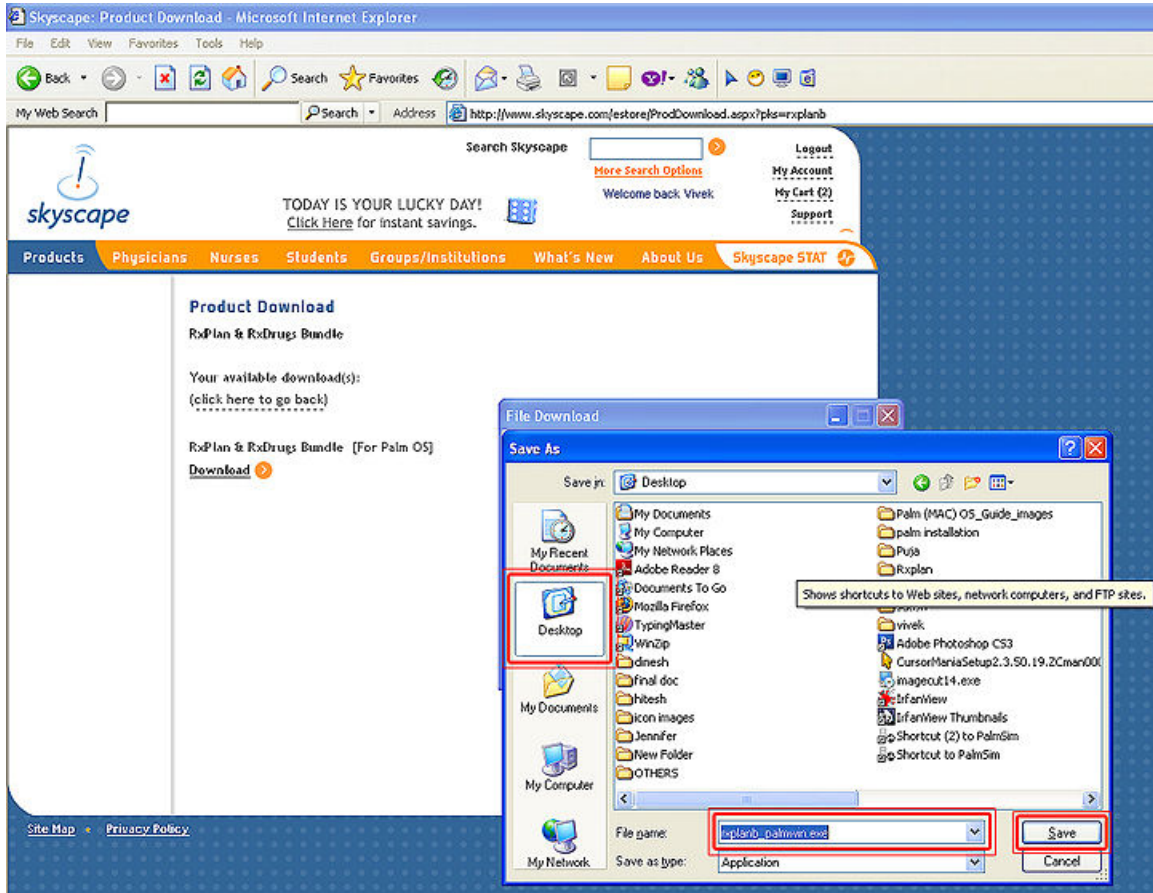 Skyscape: Product Download - Microsoft Internet Explorer
File Edit View Favorites Tools Help
Back Search Favorites
My Web Search Search Address http://www.skyscape.com/estore/ProdDownload.aspx?pks=rxplanb
skyscape
Search Skyscape
More Search Options
Welcome back Vivek
Logout
My Account
My Cart (2)
Support
TODAY IS YOUR LUCKY DAY!
Click Here for instant savings.
Products Physicians Nurses Students Groups/Institutions What's New About Us Skyscape STAT
Product Download
RxPlan & RxDrugs Bundle
Your available download(s):
(click here to go back)
RxPlan & RxDrugs Bundle [For Palm OS]
Download
File Download
Save As
Save in: Desktop
My Recent Documents
Desktop
My Documents
My Computer
My Network
My Documents
My Computer
My Network Places
Adobe Reader 8
Documents To Go
Mozilla Firefox
TypingMaster
WinZip
dinesh
final doc
hitesh
icon images
Jennifer
New Folder
OTHERS
Palm (MAC) OS_Guide_images
palm installation
Puja
Rxplan
Shows shortcuts to Web sites, network computers, and FTP sites.
vivek
Adobe Photoshop CS3
CursorManiaSetup2.3.50.19.ZCman000
imagecut14.exe
IrfanView
IrfanView Thumbnails
Shortcut (2) to PalmSim
Shortcut to PalmSim
File name: rxplanb_palmwin.exe Save
Save as type: Application Cancel
Site Map Privacy Policy